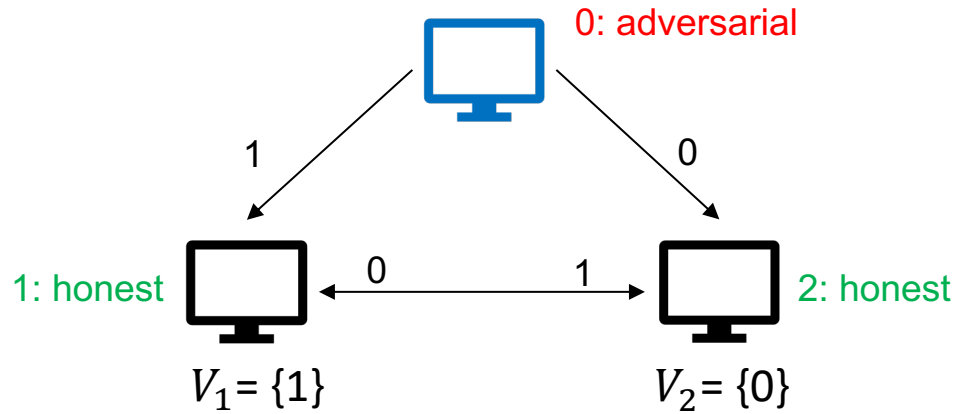 0: adversarial
1
0
1: honest
0
1
2: honest
V₁= {1}
V₂= {0}